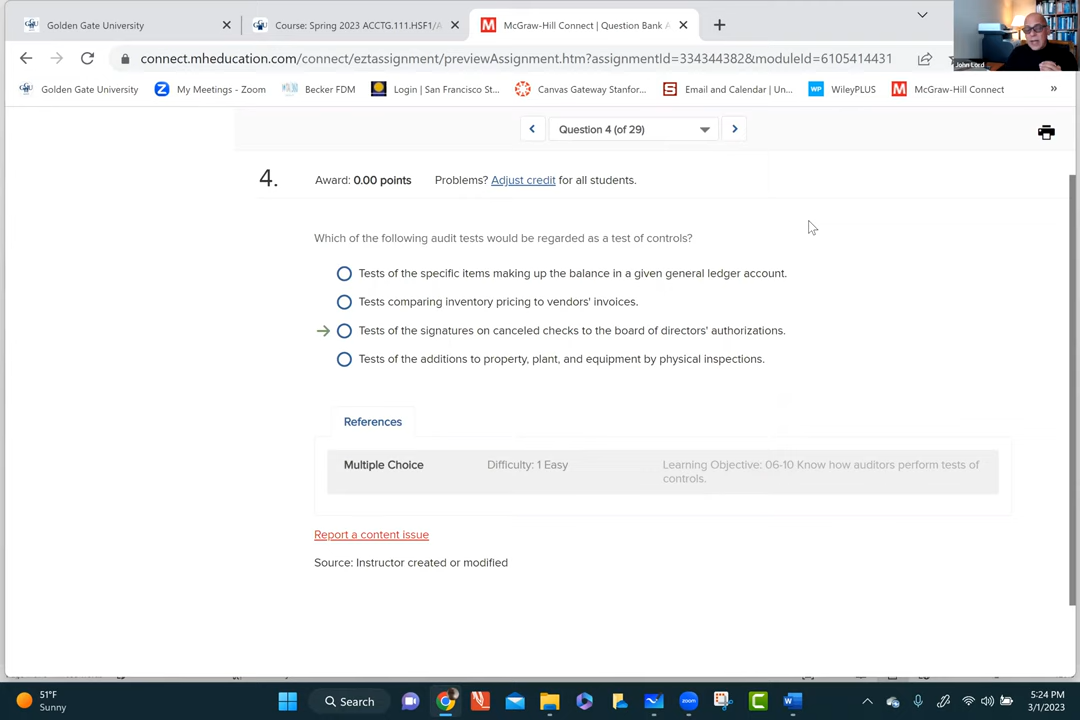 Golden Gate University
Course: Spring 2023 ACCTG.111.HSF1/A
McGraw-Hill Connect | Question Bank A
connect.mheducation.com/connect/eztassignment/previewAssignment.htm?assignmentId=334344382&moduleId=6105414431
John Lord
Golden Gate University
My Meetings - Zoom
Becker FDM
Login | San Francisco St...
Canvas Gateway Stanfor...
Email and Calendar | Un...
WP WileyPLUS
McGraw-Hill Connect
Question 4 (of 29)
4.
Award: 0.00 points
Problems? Adjust credit for all students.
Which of the following audit tests would be regarded as a test of controls?
Tests of the specific items making up the balance in a given general ledger account.
Tests comparing inventory pricing to vendors' invoices.
Tests of the signatures on canceled checks to the board of directors' authorizations.
Tests of the additions to property, plant, and equipment by physical inspections.
References
Multiple Choice
Difficulty: 1 Easy
Learning Objective: 06-10 Know how auditors perform tests of
controls.
Report a content issue
Source: Instructor created or modified
51°F
Sunny
Search
5:24 PM
3/1/2023